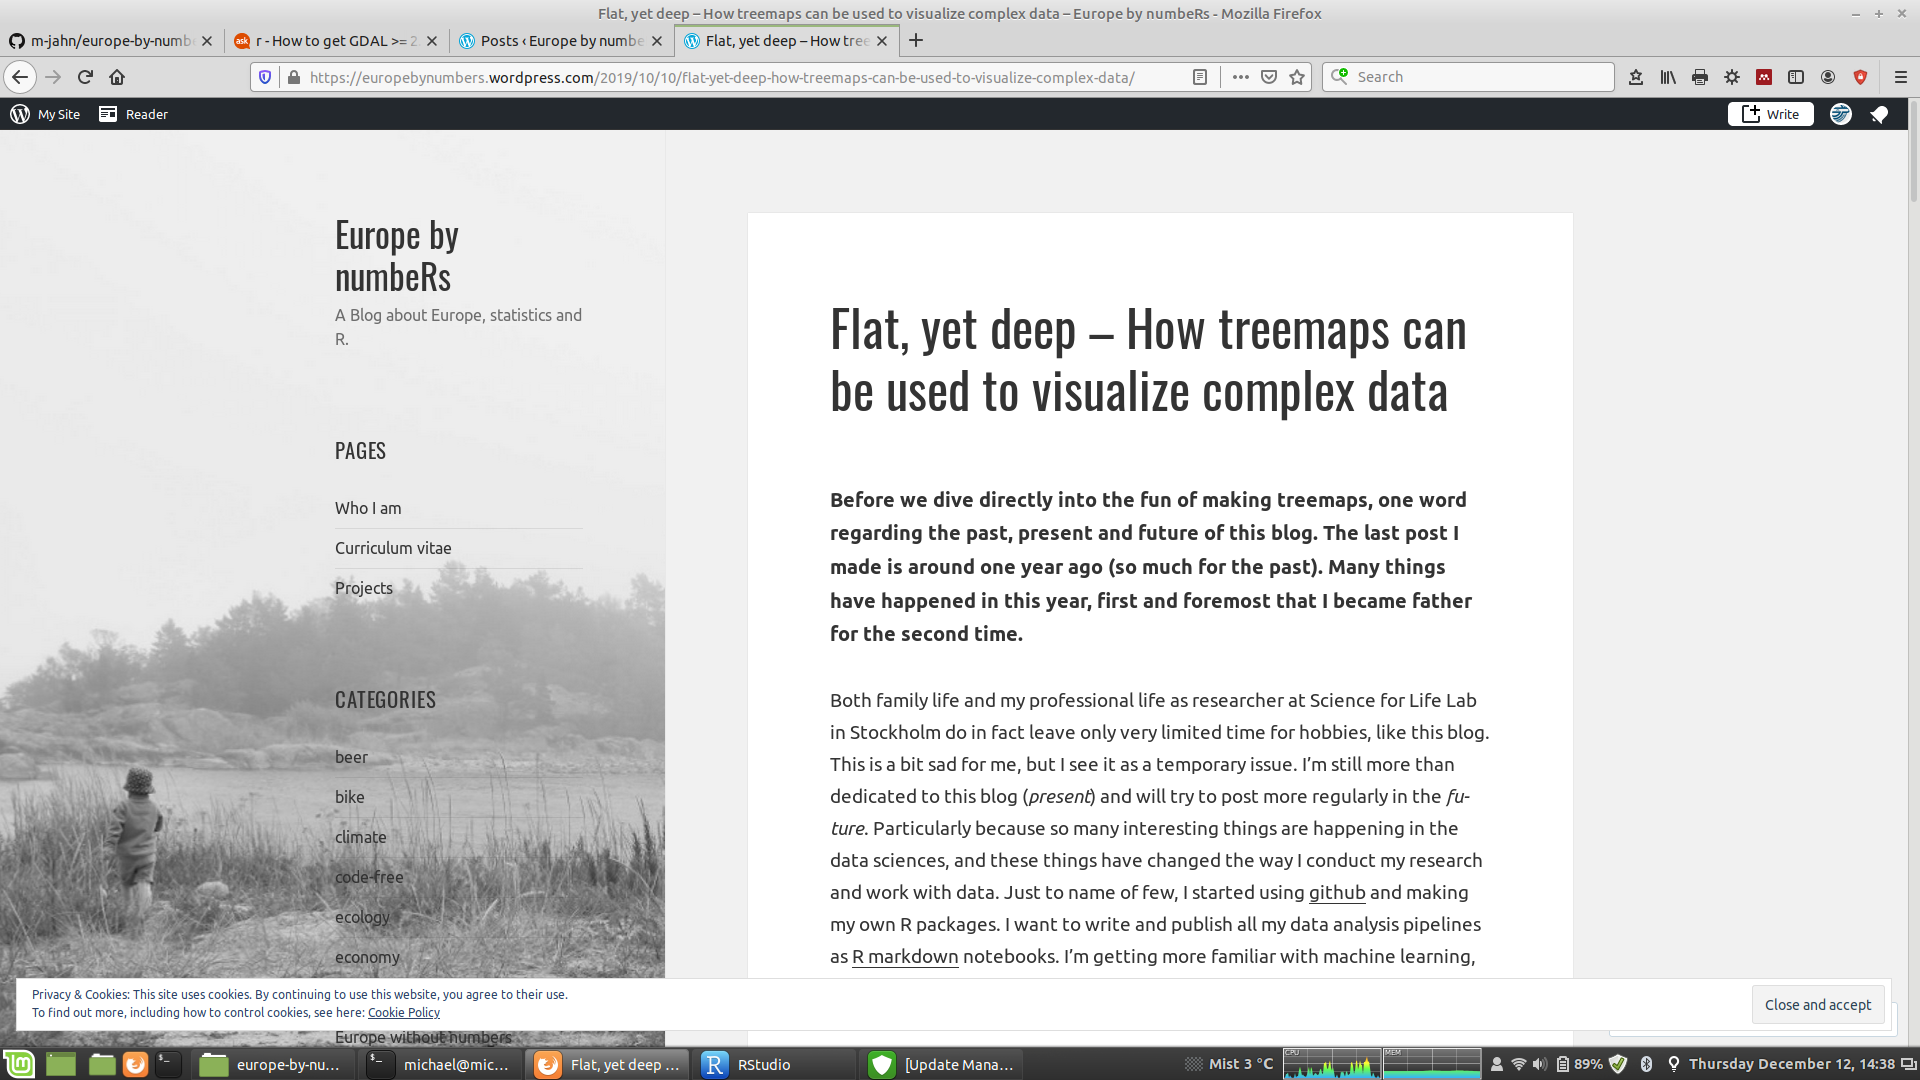 Flat, yet deep – How treemaps can be used to visualize complex data – Europe by numbeRs - Mozilla Firefox
m-jahn/europe-by-numb
r - How to get GDAL >= 2
Posts ‹ Europe by numbe
Flat, yet deep – How tree
https://europebynumbers.wordpress.com/2019/10/10/flat-yet-deep-how-treemaps-can-be-used-to-visualize-complex-data/
Search
My Site
Reader
Write
Europe by
numbeRs
A Blog about Europe, statistics and
R.
PAGES
Who I am
Curriculum vitae
Projects
CATEGORIES
beer
bike
climate
code-free
ecology
economy
Europe without numbers
Flat, yet deep – How treemaps can
be used to visualize complex data
Before we dive directly into the fun of making treemaps, one word
regarding the past, present and future of this blog. The last post I
made is around one year ago (so much for the past). Many things
have happened in this year, first and foremost that I became father
for the second time.
Both family life and my professional life as researcher at Science for Life Lab
in Stockholm do in fact leave only very limited time for hobbies, like this blog.
This is a bit sad for me, but I see it as a temporary issue. I’m still more than
dedicated to this blog (present) and will try to post more regularly in the fu-
ture. Particularly because so many interesting things are happening in the
data sciences, and these things have changed the way I conduct my research
and work with data. Just to name of few, I started using github and making
my own R packages. I want to write and publish all my data analysis pipelines
as R markdown notebooks. I’m getting more familiar with machine learning,
Privacy & Cookies: This site uses cookies. By continuing to use this website, you agree to their use.
To find out more, including how to control cookies, see here: Cookie Policy
Close and accept
europe-by-nu...
michael@mic...
Flat, yet deep ...
RStudio
[Update Mana...
Mist 3 °C
CPU
MEM
89%
Thursday December 12, 14:38